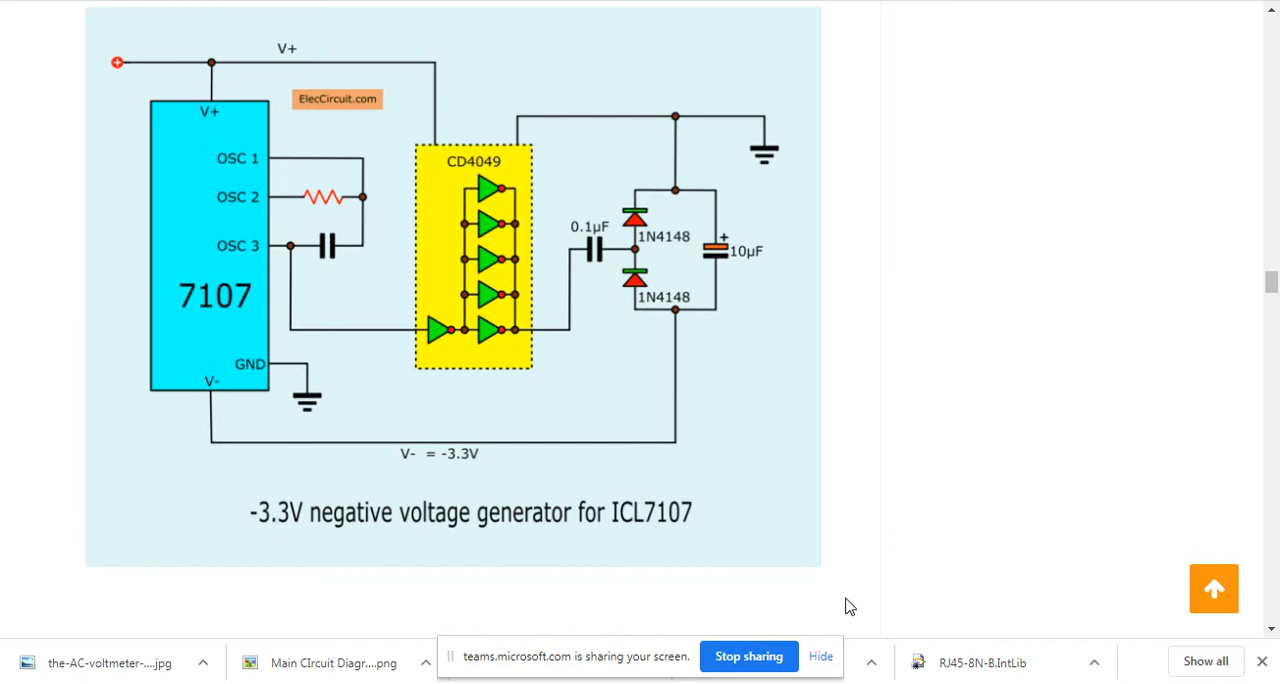 V+
ElecCircuit.com
V+
OSC 1
OSC 2
OSC 3
7107
GND
V-
CD4049
0.1µF
1N4148
+
10µF
1N4148
V- = -3.3V
-3.3V negative voltage generator for ICL7107
the-AC-voltmeter-....jpg
Main CIrcuit Diagr....png
teams.microsoft.com is sharing your screen.
Stop sharing
Hide
RJ45-8N-B.IntLib
Show all